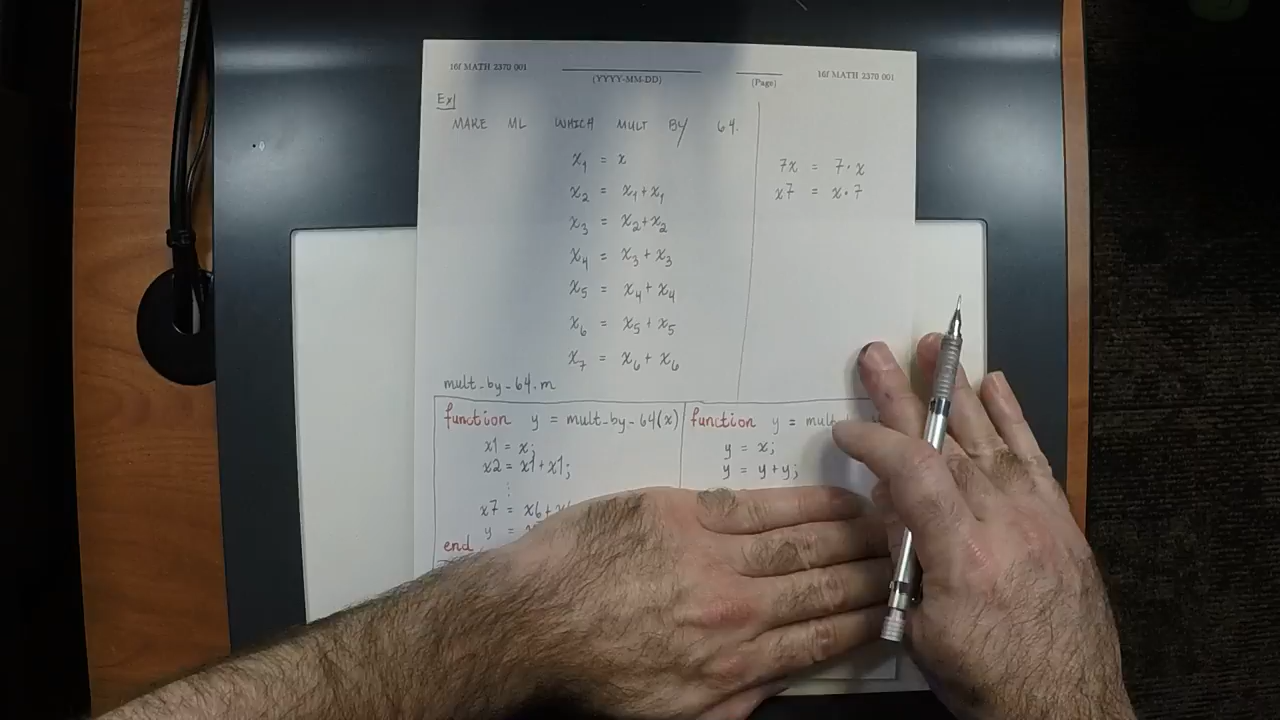 16f MATH 2370 001
(YYYY-MM-DD)
(Page)
16f MATH 2370 001
Ex|
MAKE ML WHICH MULT BY 64.
x₁ = x
x₂ = x₁ + x₁
x₃ = x₂ + x₂
x₄ = x₃ + x₃
x₅ = x₄ + x₄
x₆ = x₅ + x₅
x₇ = x₆ + x₆
7x = 7·x
x7 = x·7
mult_by_64.m
function y = mult_by_64(x)
x1 = x;
x2 = x1 + x1;
⋮
x7 = x6 +
y =
end
function y = mult
y = x;
y = y + y;